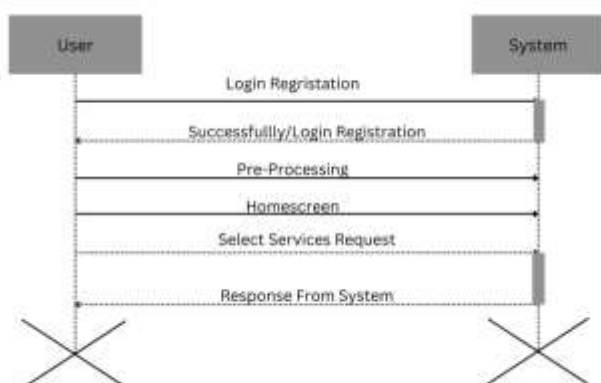 User
System
Login Regristation
Successfullly/Login Registration
Pre-Processing
Homescreen
Select Services Request
Response From System